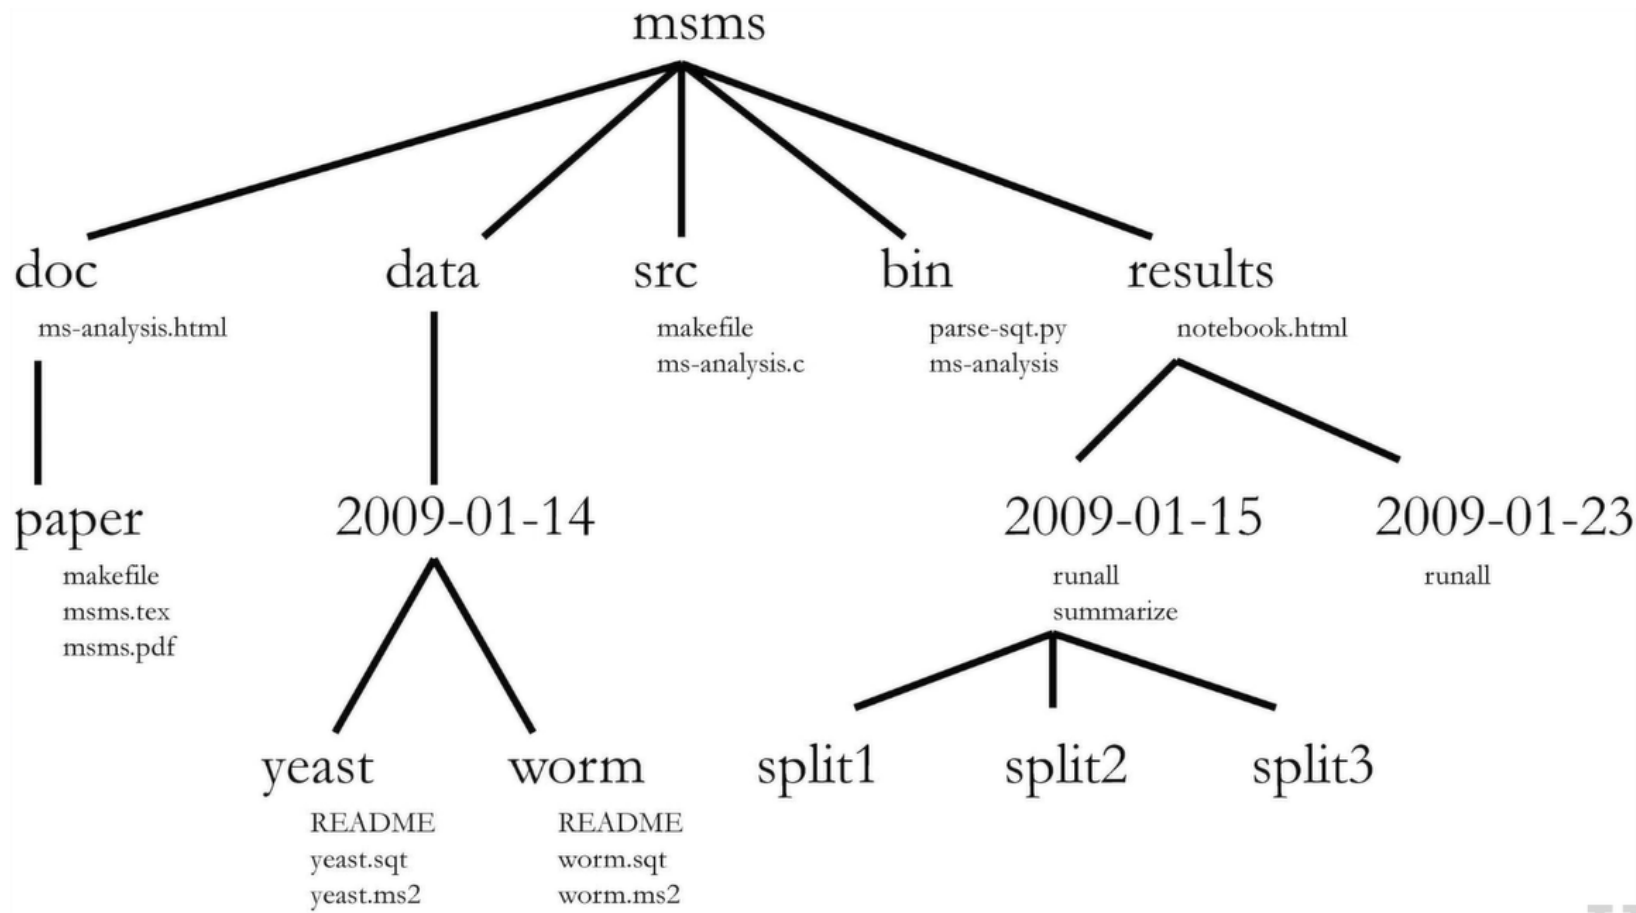 msms
doc data src bin results
ms-analysis.html makefile parse-sqt.py notebook.html
ms-analysis.c ms-analysis
paper 2009-01-14 2009-01-15 2009-01-23
makefile runall runall
msms.tex summarize
msms.pdf
yeast worm split1 split2 split3
README README
yeast.sqt worm.sqt
yeast.ms2 worm.ms2